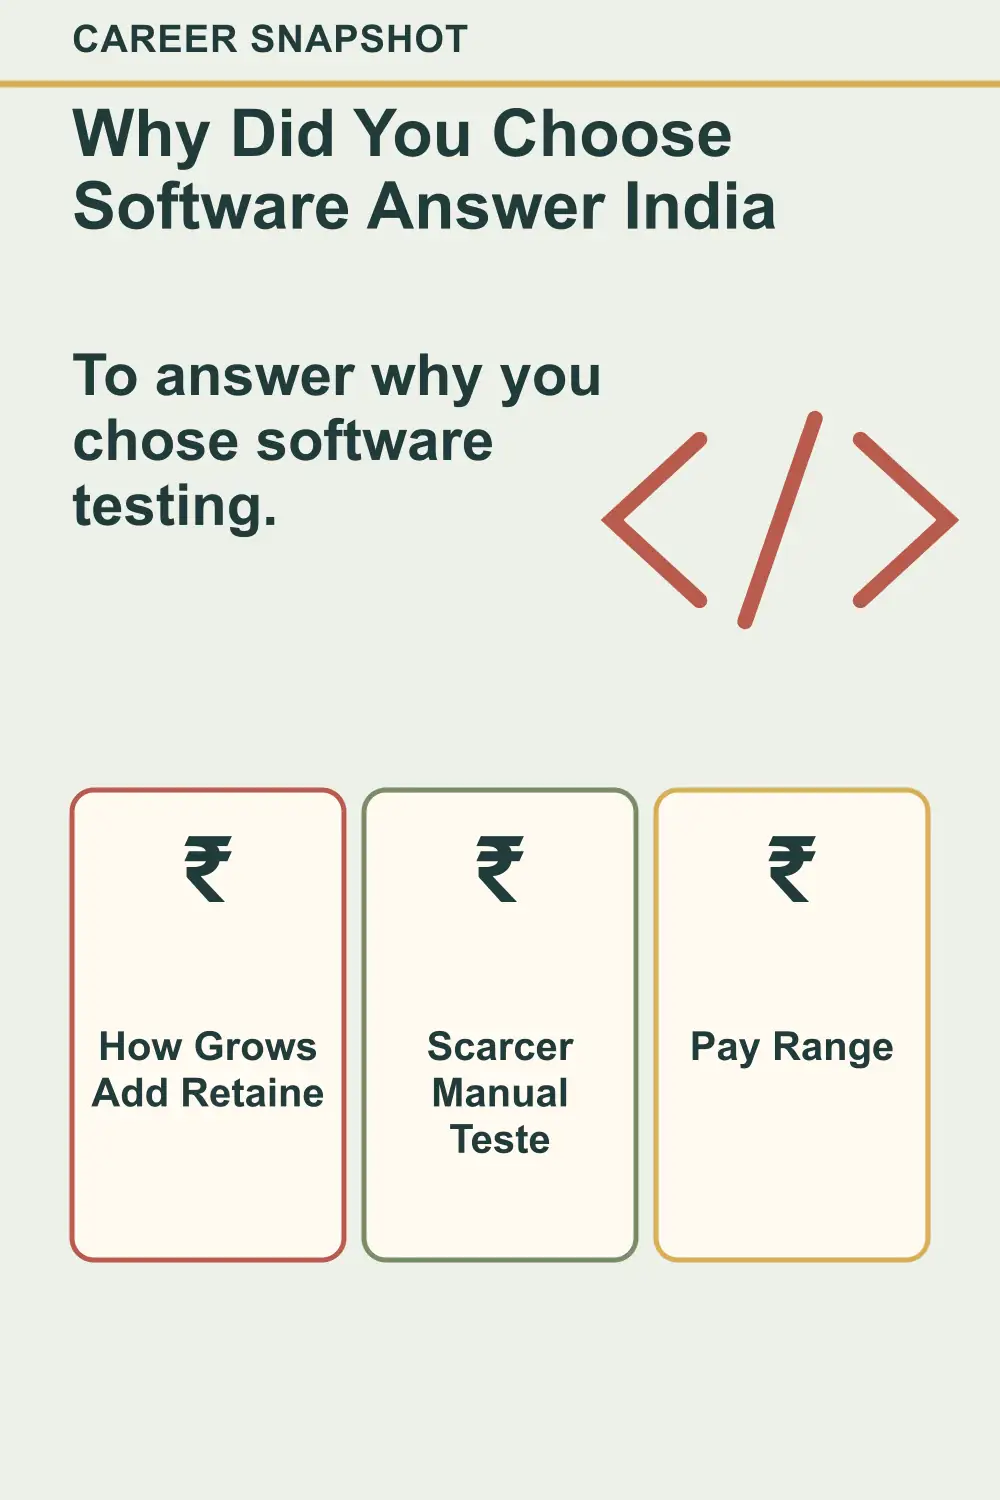 CAREER SNAPSHOT
Why Did You Choose
Software Answer India
To answer why you
chose software
testing.
</>
₹
How Grows
Add Retaine
₹
Scarcer
Manual
Teste
₹
Pay Range